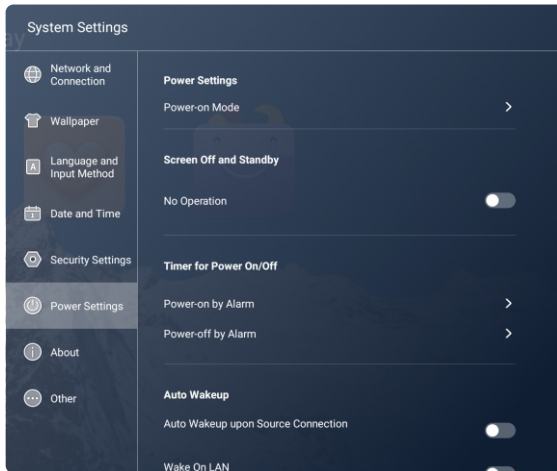 System Settings
ay
Network and
Connection
Wallpaper
A
Language and
Input Method
Date and Time
Security Settings
Power Settings
About
Other
Power Settings
Power-on Mode
Screen Off and Standby
No Operation
Timer for Power On/Off
Power-on by Alarm
Power-off by Alarm
Auto Wakeup
Auto Wakeup upon Source Connection
Wake On LAN